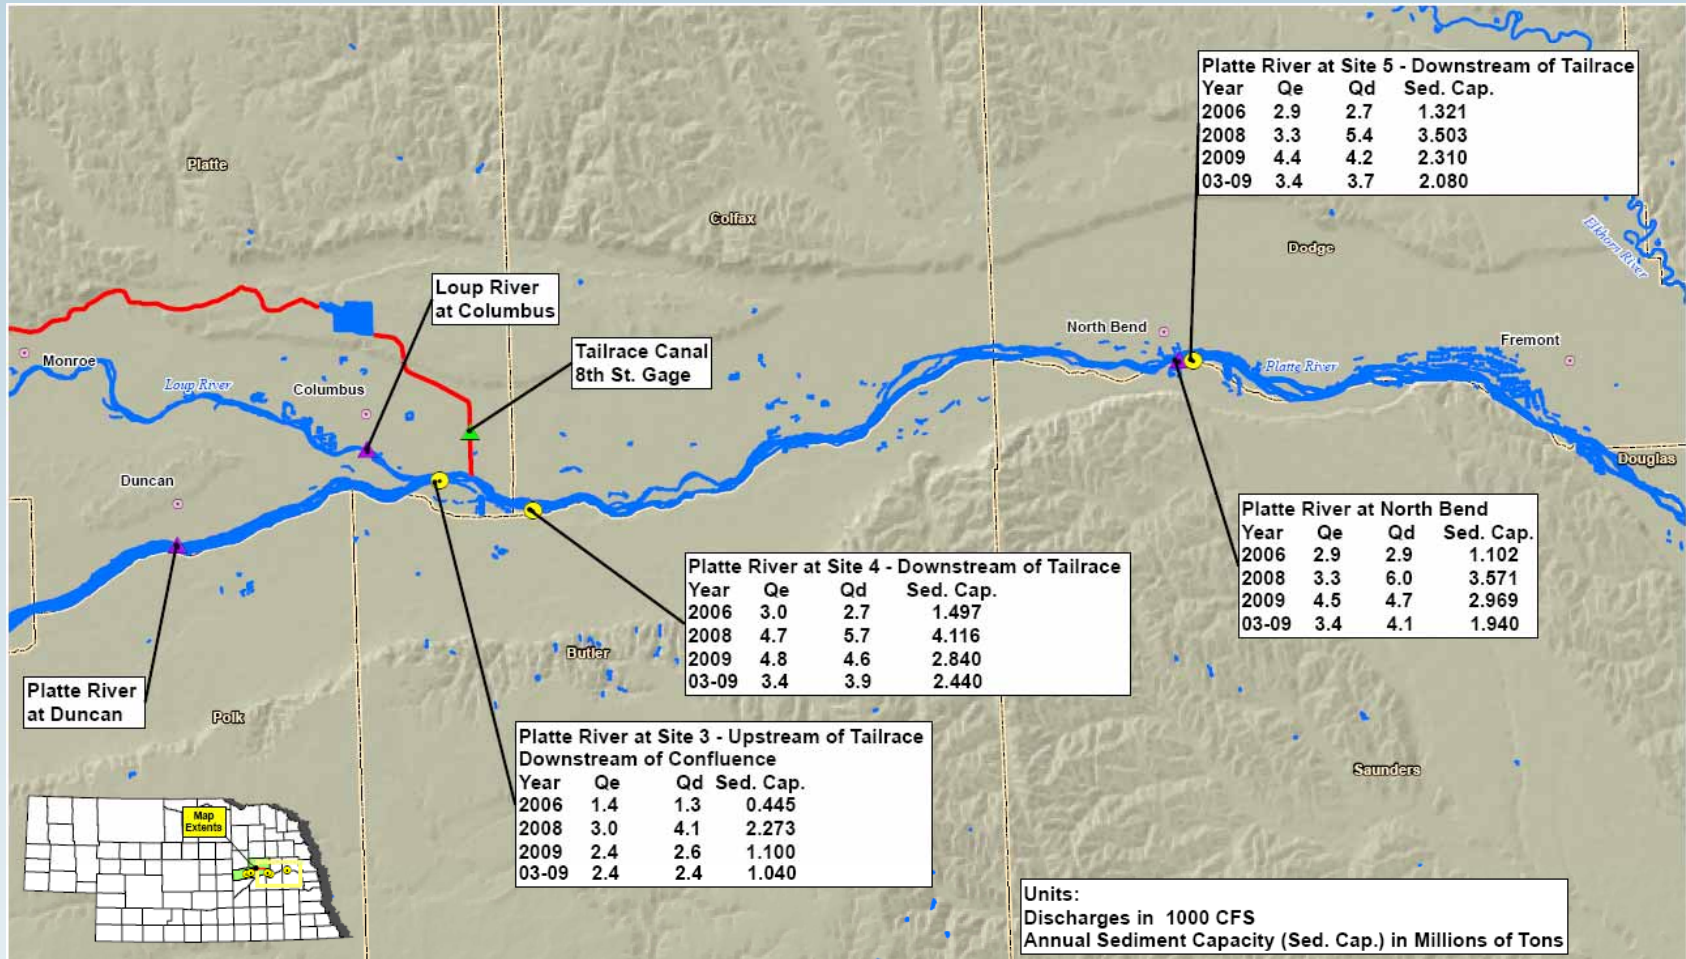 Platte River at Site 5 - Downstream of Tailrace
Year Qe Qd Sed. Cap.
2006 2.9 2.7 1.321
2008 3.3 5.4 3.503
2009 4.4 4.2 2.310
03-09 3.4 3.7 2.080
Platte
Colfax
Dodge
Elkhorn River
Loup River
at Columbus
Tailrace Canal
8th St. Gage
North Bend
Fremont
Monroe
Loup River
Columbus
Platte River
Duncan
Douglas
Platte River at North Bend
Year Qe Qd Sed. Cap.
2006 2.9 2.9 1.102
2008 3.3 6.0 3.571
2009 4.5 4.7 2.969
03-09 3.4 4.1 1.940
Platte River at Site 4 - Downstream of Tailrace
Year Qe Qd Sed. Cap.
2006 3.0 2.7 1.497
2008 4.7 5.7 4.116
2009 4.8 4.6 2.840
03-09 3.4 3.9 2.440
Butler
Platte River
at Duncan
Polk
Platte River at Site 3 - Upstream of Tailrace
Downstream of Confluence
Year Qe Qd Sed. Cap.
2006 1.4 1.3 0.445
2008 3.0 4.1 2.273
2009 2.4 2.6 1.100
03-09 2.4 2.4 1.040
Saunders
Map
Extents
Units:
Discharges in 1000 CFS
Annual Sediment Capacity (Sed. Cap.) in Millions of Tons